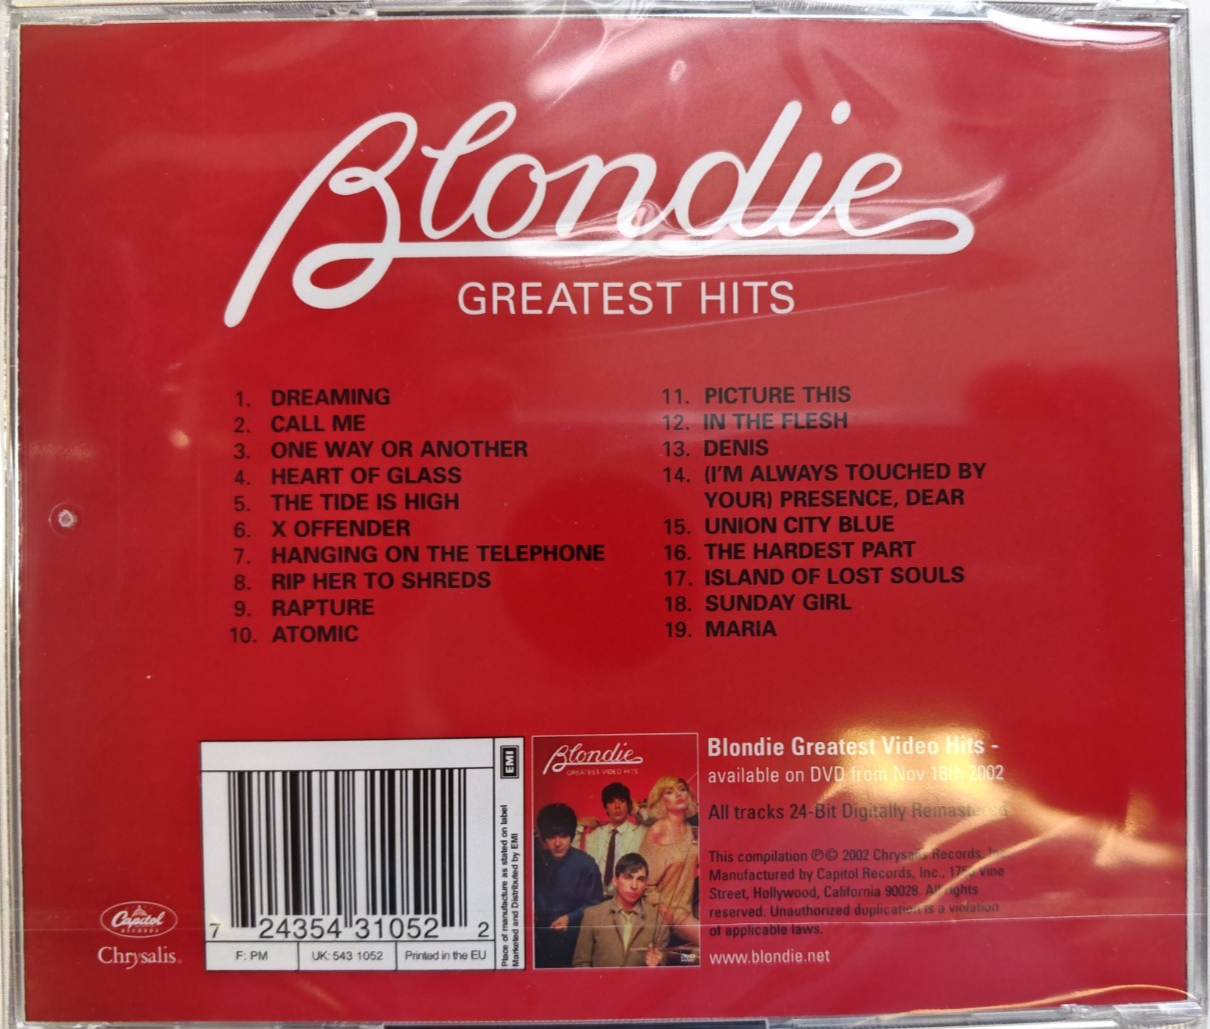 Blondie
GREATEST HITS
1. DREAMING
2. CALL ME
3. ONE WAY OR ANOTHER
4. HEART OF GLASS
5. THE TIDE IS HIGH
6. X OFFENDER
7. HANGING ON THE TELEPHONE
8. RIP HER TO SHREDS
9. RAPTURE
10. ATOMIC
11. PICTURE THIS
12. IN THE FLESH
13. DENIS
14. (I'M ALWAYS TOUCHED BY
YOUR) PRESENCE, DEAR
15. UNION CITY BLUE
16. THE HARDEST PART
17. ISLAND OF LOST SOULS
18. SUNDAY GIRL
19. MARIA
Capitol
RECORDS
Chrysalis
7 24354 31052 2
F: PM
UK: 543 1052
Printed in the EU
EMI
Place of manufacture as stated on label
Marketed and Distributed by EMI
Blondie
GREATEST VIDEO HITS
DVD
Blondie Greatest Video Hits -
available on DVD from Nov 18th 2002
All tracks 24-Bit Digitally Remastered
This compilation ℗© 2002 Chrysalis Records, Inc.
Manufactured by Capitol Records, Inc., 1750 Vine
Street, Hollywood, California 90028. All rights
reserved. Unauthorized duplication is a violation
of applicable laws.
www.blondie.net